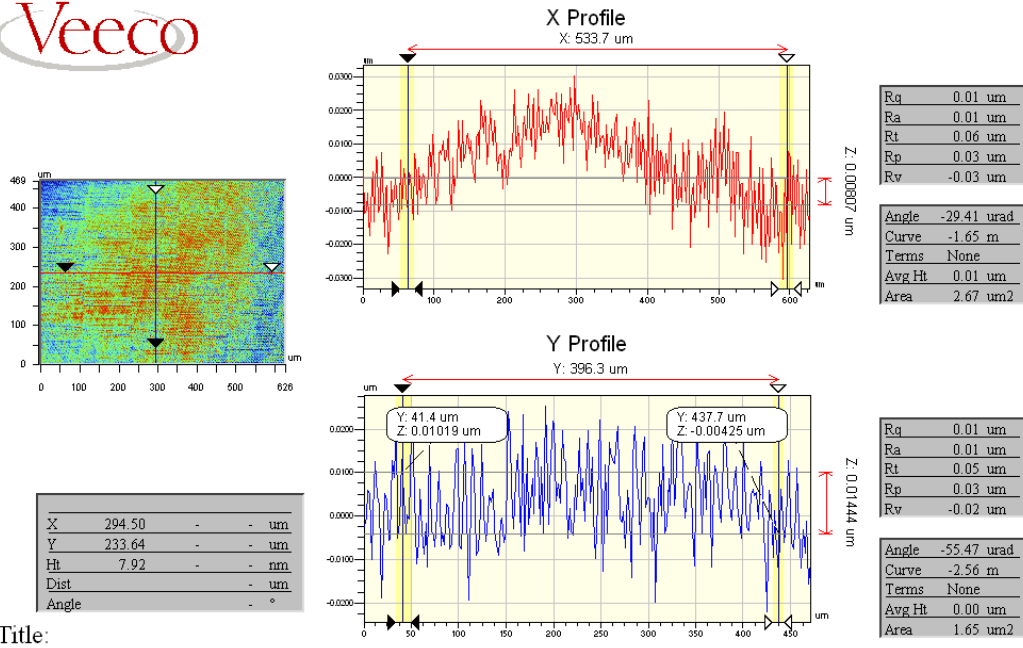 Veeco
X Profile
X: 533.7 um
um
0.0300
0.0200
0.0100
0.0000
-0.0100
-0.0200
-0.0300
0 100 200 300 400 500 600
um
Z: 0.00807 um
Rq 0.01 um
Ra 0.01 um
Rt 0.06 um
Rp 0.03 um
Rv -0.03 um
Angle -29.41 urad
Curve -1.65 m
Terms None
Avg Ht 0.01 um
Area 2.67 um2
um
469
400
300
200
100
0
um
0 100 200 300 400 500 626
Y Profile
Y: 396.3 um
um
Y: 41.4 um
Z: 0.01019 um
Y: 437.7 um
Z: -0.00425 um
0.0200
0.0100
0.0000
-0.0100
-0.0200
0 50 100 150 200 250 300 350 400 450
um
Z: 0.01444 um
Rq 0.01 um
Ra 0.01 um
Rt 0.05 um
Rp 0.03 um
Rv -0.02 um
Angle -55.47 urad
Curve -2.56 m
Terms None
Avg Ht 0.00 um
Area 1.65 um2
X 294.50 - - um
Y 233.64 - - um
Ht 7.92 - - nm
Dist - um
Angle - °
Title: